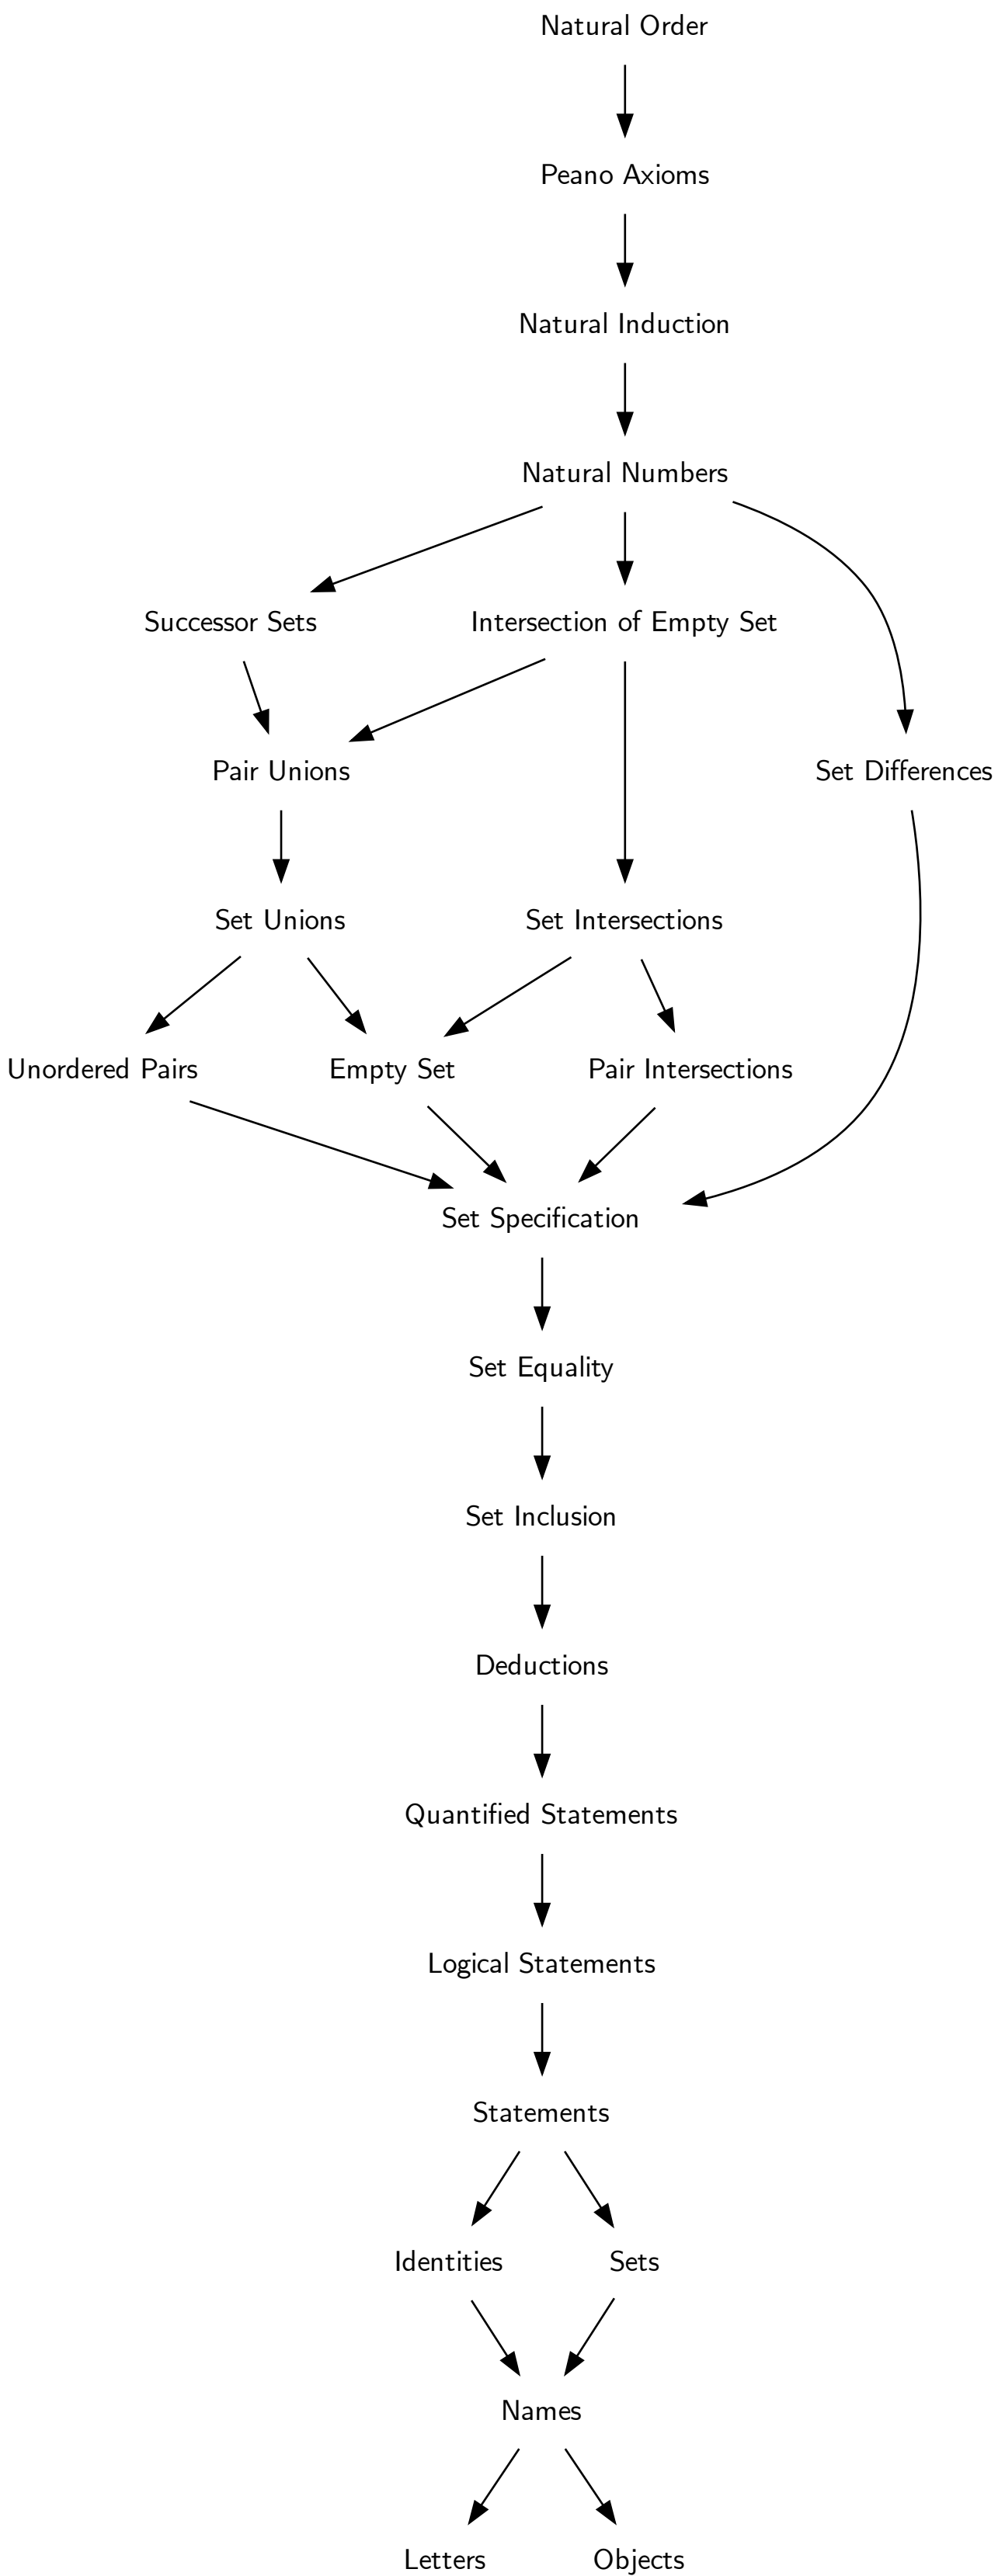 Natural Order
Peano Axioms
Natural Induction
Natural Numbers
Successor Sets
Intersection of Empty Set
Pair Unions
Set Differences
Set Unions
Set Intersections
Unordered Pairs
Empty Set
Pair Intersections
Set Specification
Set Equality
Set Inclusion
Deductions
Quantified Statements
Logical Statements
Statements
Identities
Sets
Names
Letters
Objects